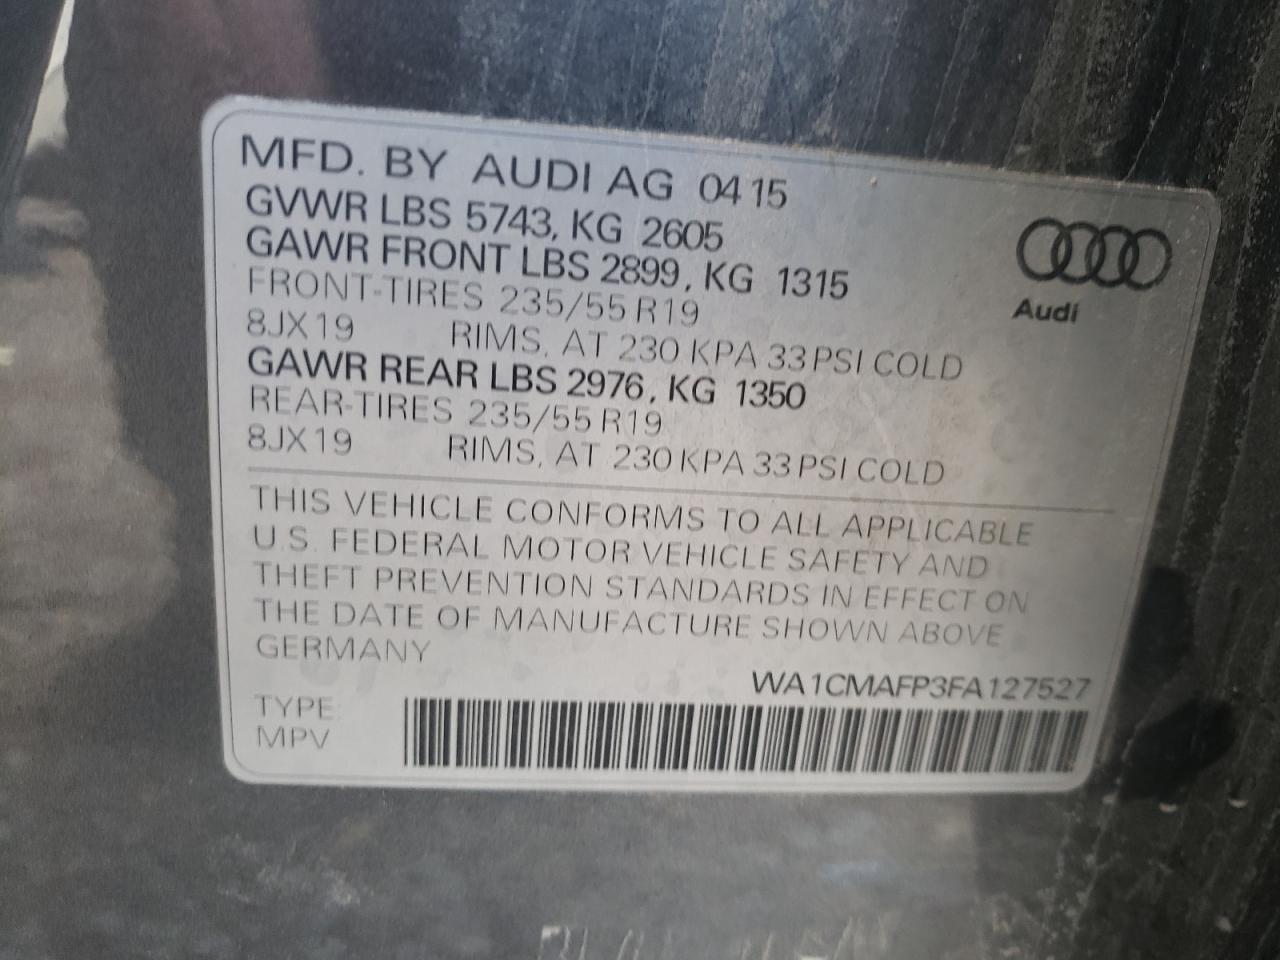 MFD. BY AUDI AG 04 15
GVWR LBS 5743, KG 2605
GAWR FRONT LBS 2899, KG 1315
FRONT-TIRES 235/55 R19
8JX19 RIMS, AT 230 KPA 33 PSI COLD
GAWR REAR LBS 2976, KG 1350
REAR-TIRES 235/55 R19
8JX19 RIMS, AT 230 KPA 33 PSI COLD
Audi
THIS VEHICLE CONFORMS TO ALL APPLICABLE
U.S. FEDERAL MOTOR VEHICLE SAFETY AND
THEFT PREVENTION STANDARDS IN EFFECT ON
THE DATE OF MANUFACTURE SHOWN ABOVE
GERMANY
WA1CMAFP3FA127527
TYPE:
MPV